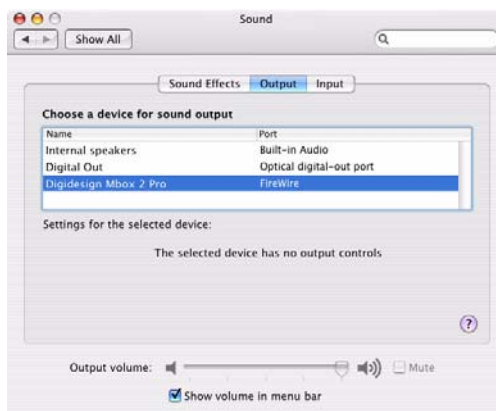 Sound
Show All
Sound Effects Output Input
Choose a device for sound output
Name Port
Internal speakers Built-in Audio
Digital Out Optical digital-out port
Digidesign Mbox 2 Pro FireWire
Settings for the selected device:
The selected device has no output controls
?
Output volume: Mute
Show volume in menu bar